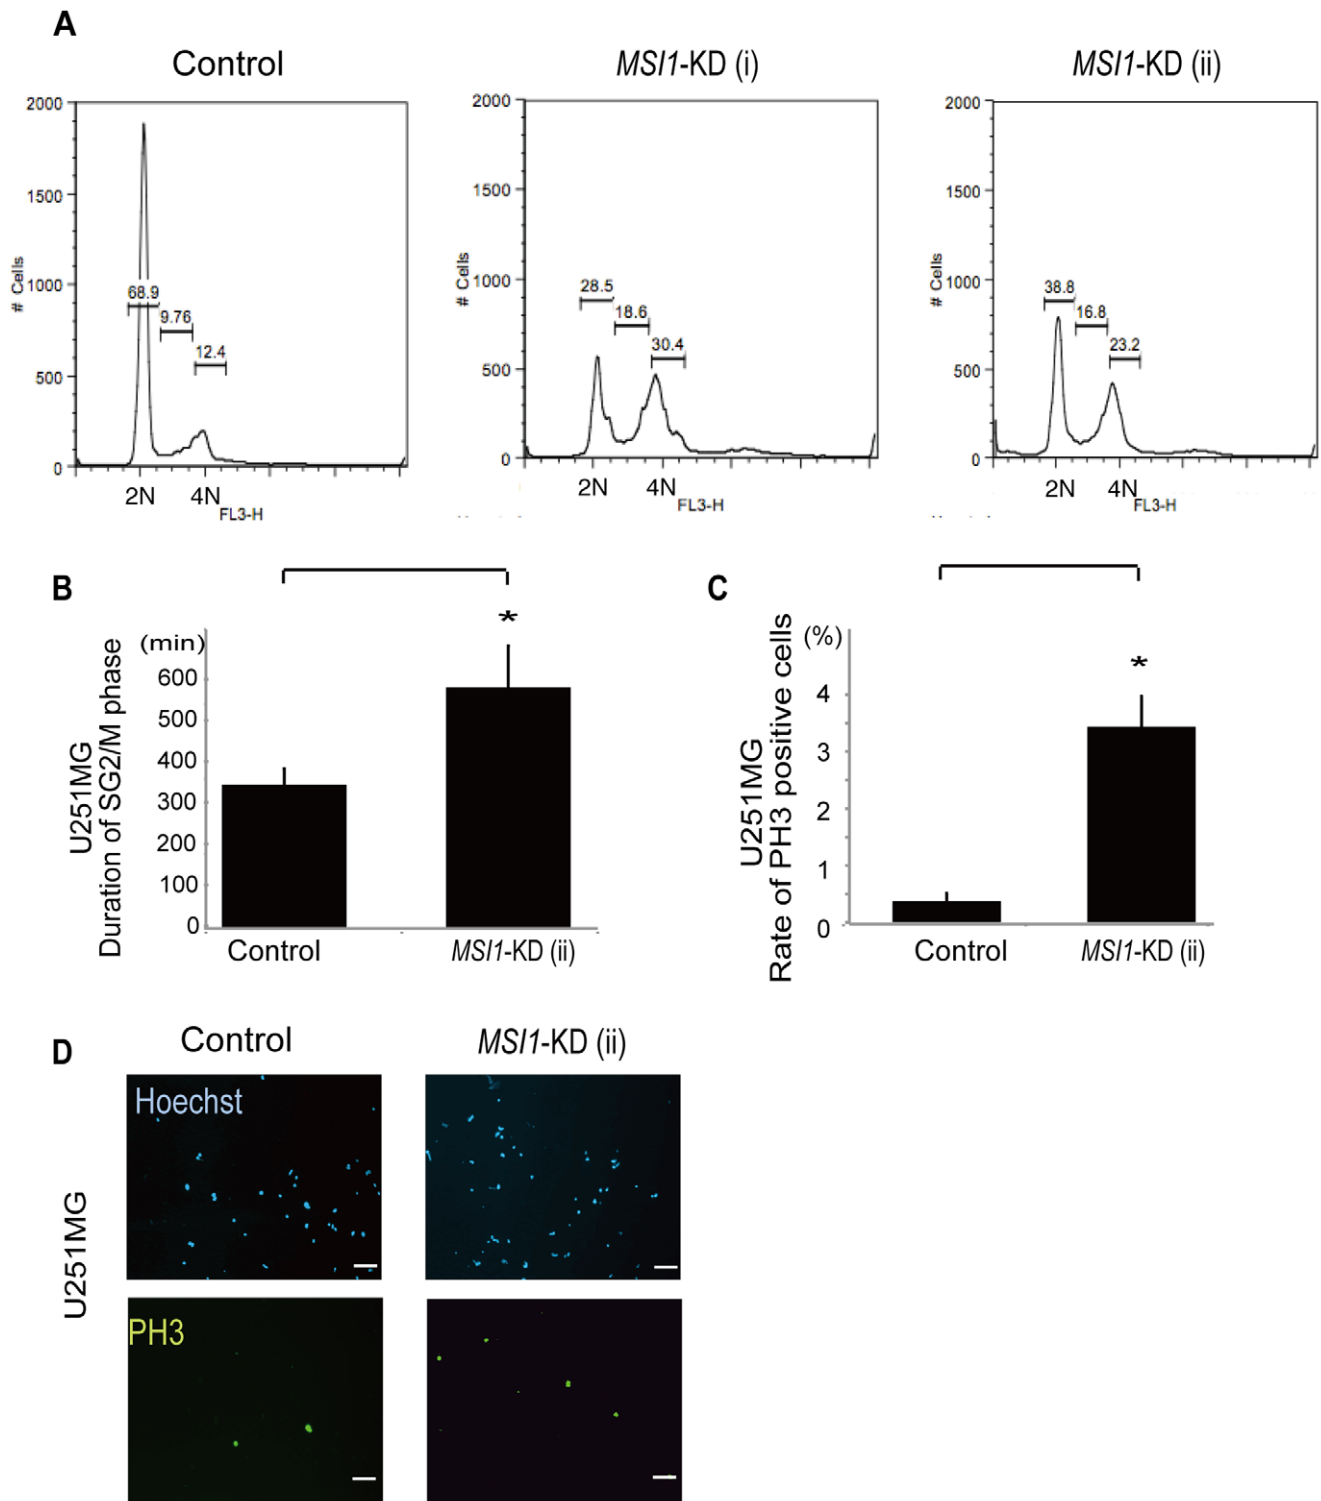 A
Control
MSI1-KD (i)
MSI1-KD (ii)
2000
1500
1000
500
0
# Cells
68.9
9.76
12.4
2N
4N
FL3-H
2000
1500
1000
500
0
# Cells
28.5
18.6
30.4
2N
4N
FL3-H
2000
1500
1000
500
0
# Cells
38.8
16.8
23.2
2N
4N
FL3-H
B
U251MG
Duration of SG2/M phase
(min)
600
500
400
300
200
100
0
*
Control
MSI1-KD (ii)
C
U251MG
Rate of PH3 positive cells
(%)
4
3
2
1
0
*
Control
MSI1-KD (ii)
D
Control
MSI1-KD (ii)
U251MG
Hoechst
PH3